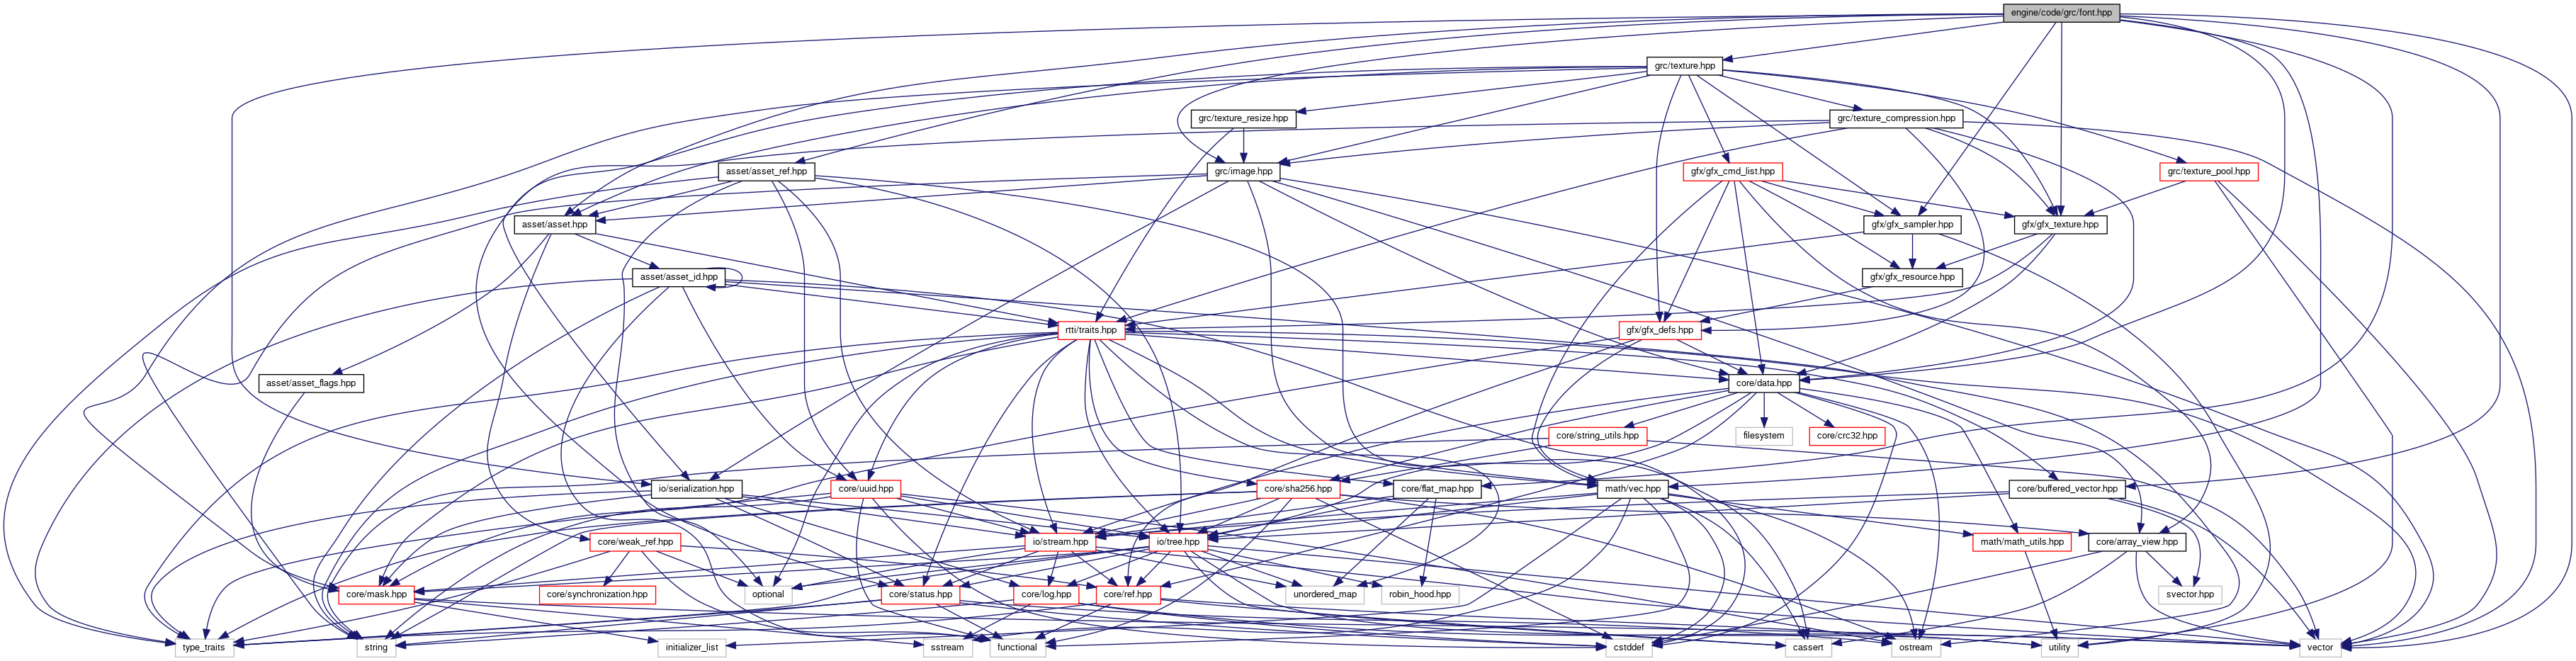 engine/code/grc/font.hpp
grc/texture.hpp
grc/texture_resize.hpp
grc/texture_compression.hpp
asset/asset_ref.hpp
grc/image.hpp
gfx/gfx_cmd_list.hpp
grc/texture_pool.hpp
asset/asset.hpp
gfx/gfx_sampler.hpp
gfx/gfx_texture.hpp
asset/asset_id.hpp
gfx/gfx_resource.hpp
rtti/traits.hpp
gfx/gfx_defs.hpp
asset/asset_flags.hpp
core/data.hpp
core/string_utils.hpp
filesystem
core/crc32.hpp
io/serialization.hpp
core/uuid.hpp
core/sha256.hpp
core/flat_map.hpp
math/vec.hpp
core/buffered_vector.hpp
core/weak_ref.hpp
io/stream.hpp
io/tree.hpp
math/math_utils.hpp
core/array_view.hpp
core/mask.hpp
core/synchronization.hpp
optional
core/status.hpp
core/log.hpp
core/ref.hpp
unordered_map
robin_hood.hpp
svector.hpp
type_traits
string
initializer_list
sstream
functional
cstddef
cassert
ostream
utility
vector